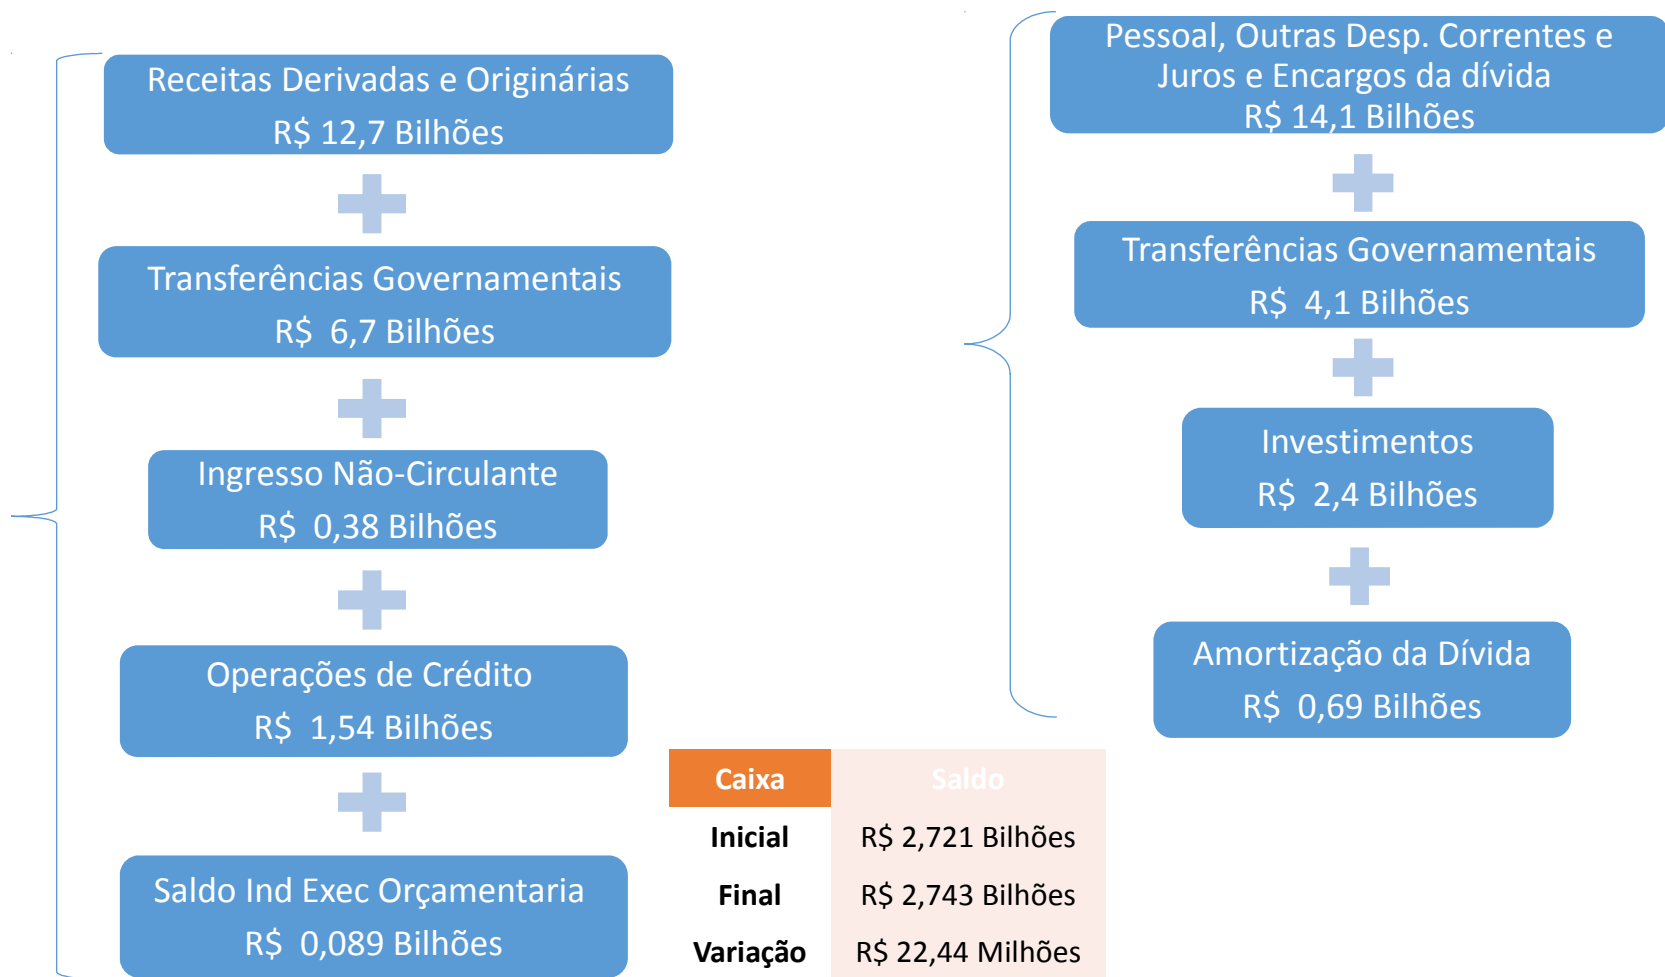 Receitas Derivadas e Originárias
R$ 12,7 Bilhões
Transferências Governamentais
R$ 6,7 Bilhões
Ingresso Não-Circulante
R$ 0,38 Bilhões
Operações de Crédito
R$ 1,54 Bilhões
Saldo Ind Exec Orçamentaria
R$ 0,089 Bilhões
Pessoal, Outras Desp. Correntes e
Juros e Encargos da dívida
R$ 14,1 Bilhões
Transferências Governamentais
R$ 4,1 Bilhões
Investimentos
R$ 2,4 Bilhões
Amortização da Dívida
R$ 0,69 Bilhões
Caixa Saldo
Inicial R$ 2,721 Bilhões
Final R$ 2,743 Bilhões
Variação R$ 22,44 Milhões